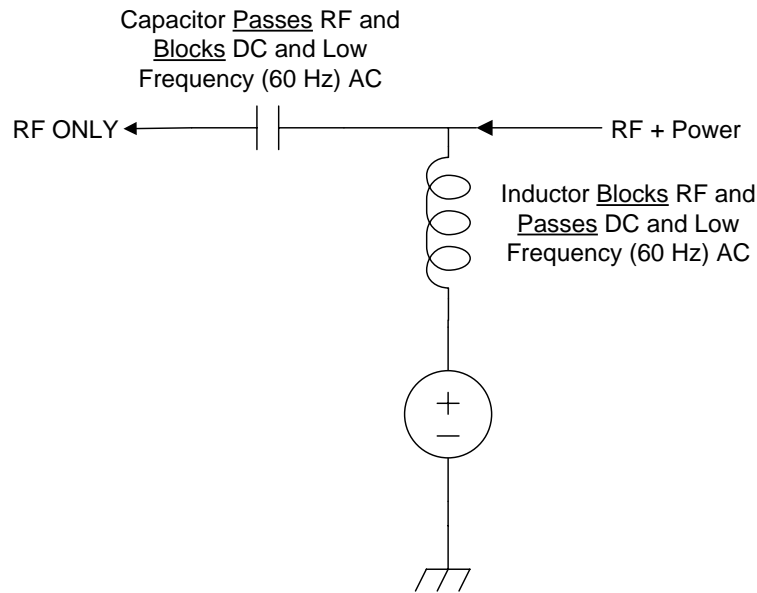 Capacitor Passes RF and
Blocks DC and Low
Frequency (60 Hz) AC
RF ONLY
RF + Power
Inductor Blocks RF and
Passes DC and Low
Frequency (60 Hz) AC
+
−